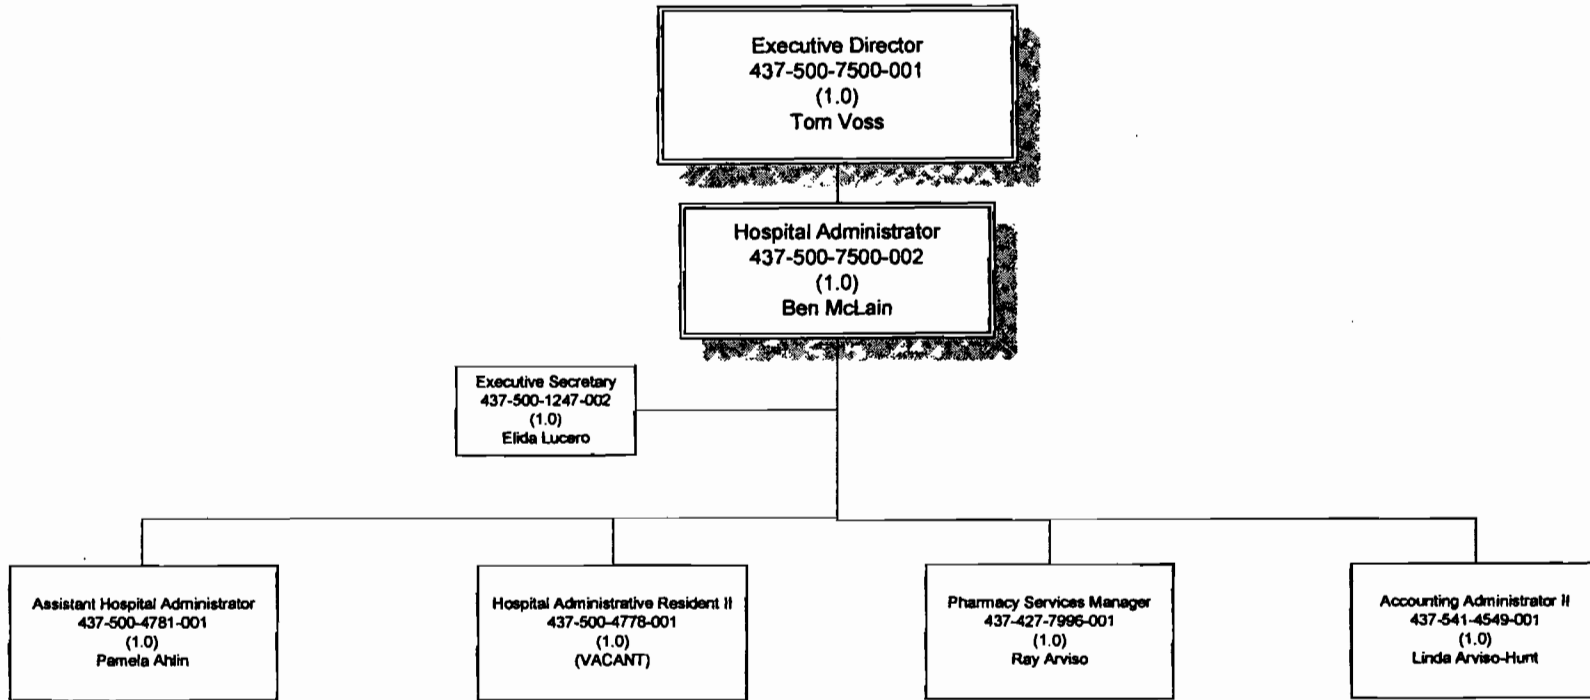 Executive Director
437-500-7500-001
(1.0)
Tom Voss
Hospital Administrator
437-500-7500-002
(1.0)
Ben McLain
Executive Secretary
437-500-1247-002
(1.0)
Elida Lucero
Assistant Hospital Administrator
437-500-4781-001
(1.0)
Pamela Ahlin
Hospital Administrative Resident II
437-500-4778-001
(1.0)
(VACANT)
Pharmacy Services Manager
437-427-7996-001
(1.0)
Ray Arviso
Accounting Administrator II
437-541-4549-001
(1.0)
Linda Arviso-Hunt